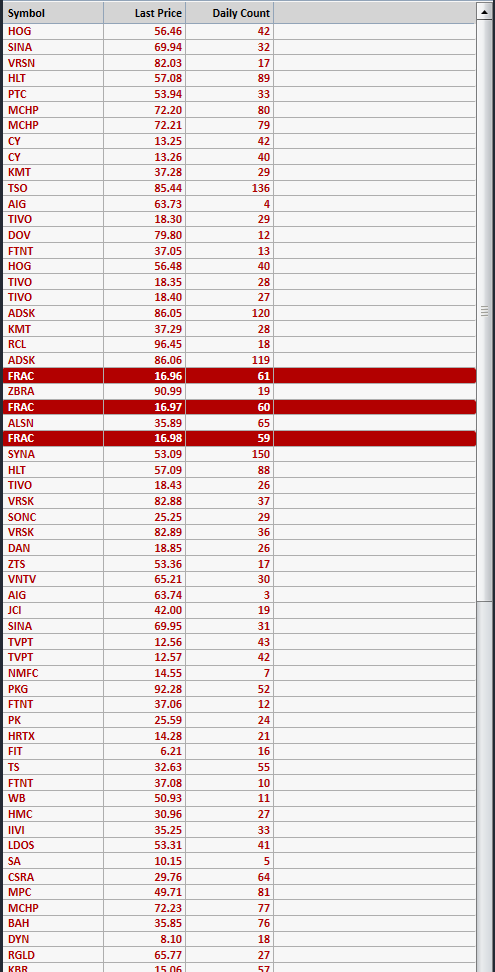 Symbol Last Price Daily Count
HOG 56.46 42
SINA 69.94 32
VRSN 82.03 17
HLT 57.08 89
PTC 53.94 33
MCHP 72.20 80
MCHP 72.21 79
CY 13.25 42
CY 13.26 40
KMT 37.28 29
TSO 85.44 136
AIG 63.73 4
TIVO 18.30 29
DOV 79.80 12
FTNT 37.05 13
HOG 56.48 40
TIVO 18.35 28
TIVO 18.40 27
ADSK 86.05 120
KMT 37.29 28
RCL 96.45 18
ADSK 86.06 119
FRAC 16.96 61
ZBRA 90.99 19
FRAC 16.97 60
ALSN 35.89 65
FRAC 16.98 59
SYNA 53.09 150
HLT 57.09 88
TIVO 18.43 26
VRSK 82.88 37
SONC 25.25 29
VRSK 82.89 36
DAN 18.85 26
ZTS 53.36 17
VNTV 65.21 30
AIG 63.74 3
JCI 42.00 19
SINA 69.95 31
TVPT 12.56 43
TVPT 12.57 42
NMFC 14.55 7
PKG 92.28 52
FTNT 37.06 12
PK 25.59 24
HRTX 14.28 21
FIT 6.21 16
TS 32.63 55
FTNT 37.08 10
WB 50.93 11
HMC 30.96 27
IIVI 35.25 33
LDOS 53.31 41
SA 10.15 5
CSRA 29.76 64
MPC 49.71 81
MCHP 72.23 77
BAH 35.85 76
DYN 8.10 18
RGLD 65.77 27
KBR 15.06 57